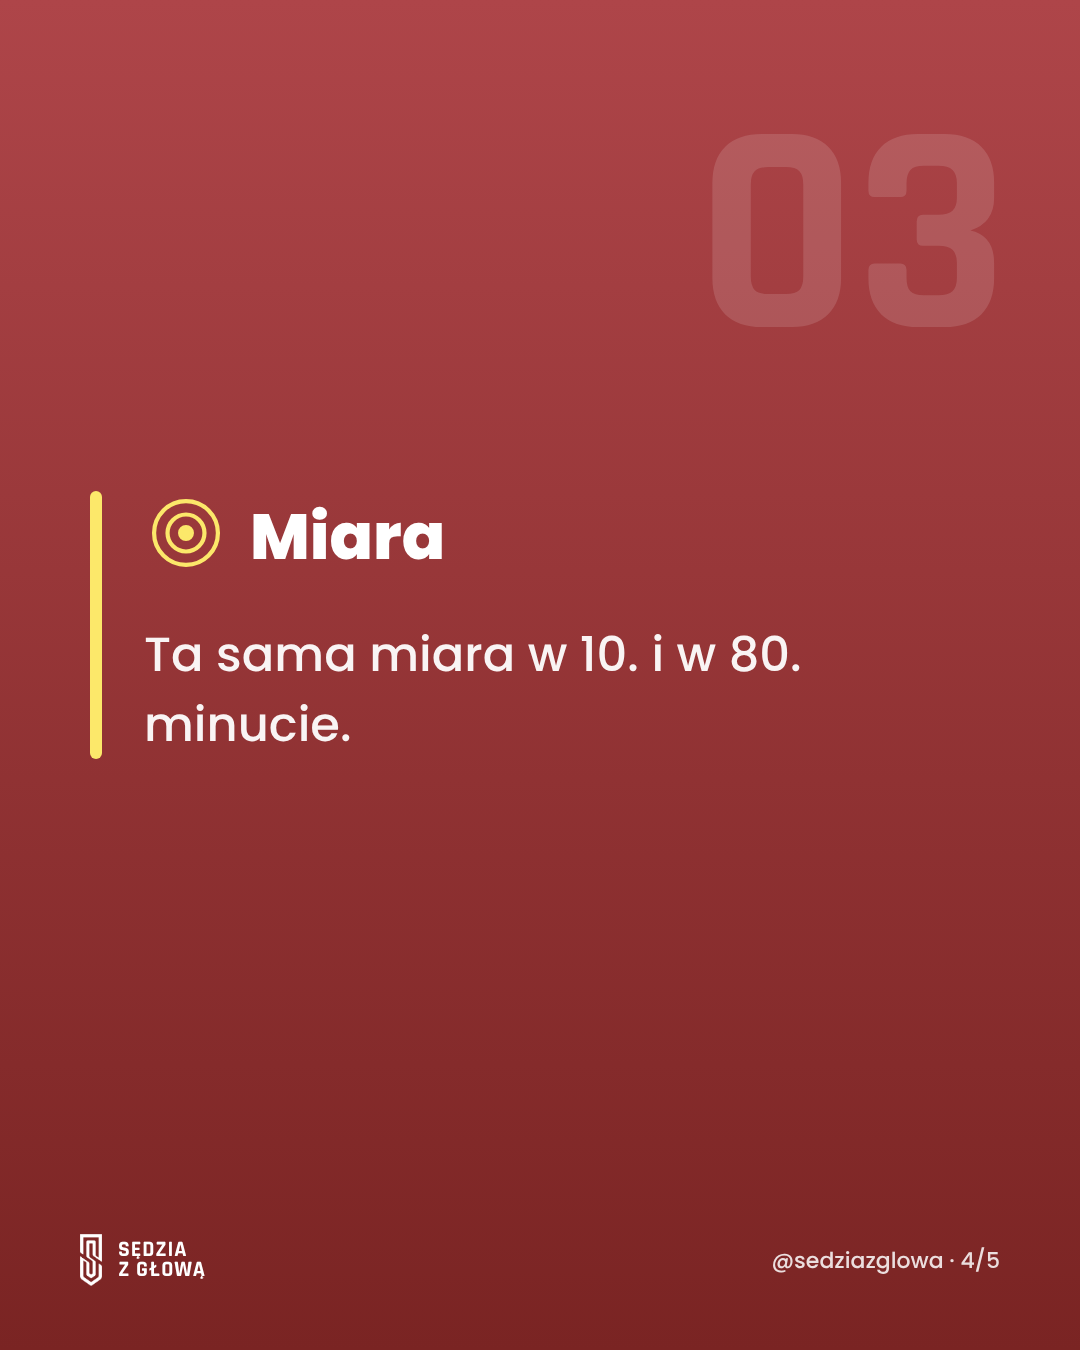 03
Miara
Ta sama miara w 10. i w 80.
minucie.
SĘDZIA
Z GŁOWĄ
@sedziazglowa · 4/5